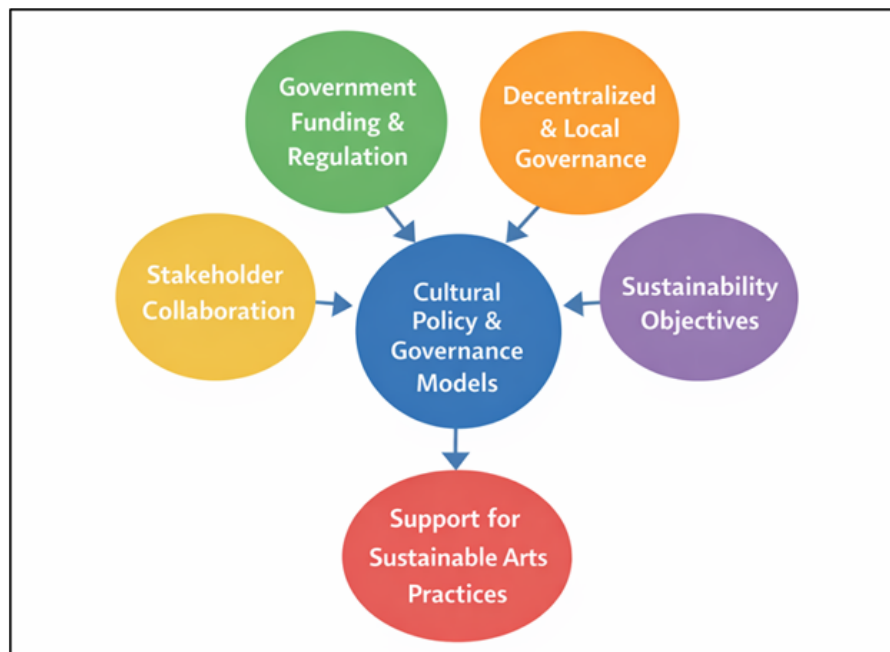 Government
Funding &
Regulation
Decentralized
& Local
Governance
Stakeholder
Collaboration
Cultural
Policy &
Governance
Models
Sustainability
Objectives
Support for
Sustainable Arts
Practices